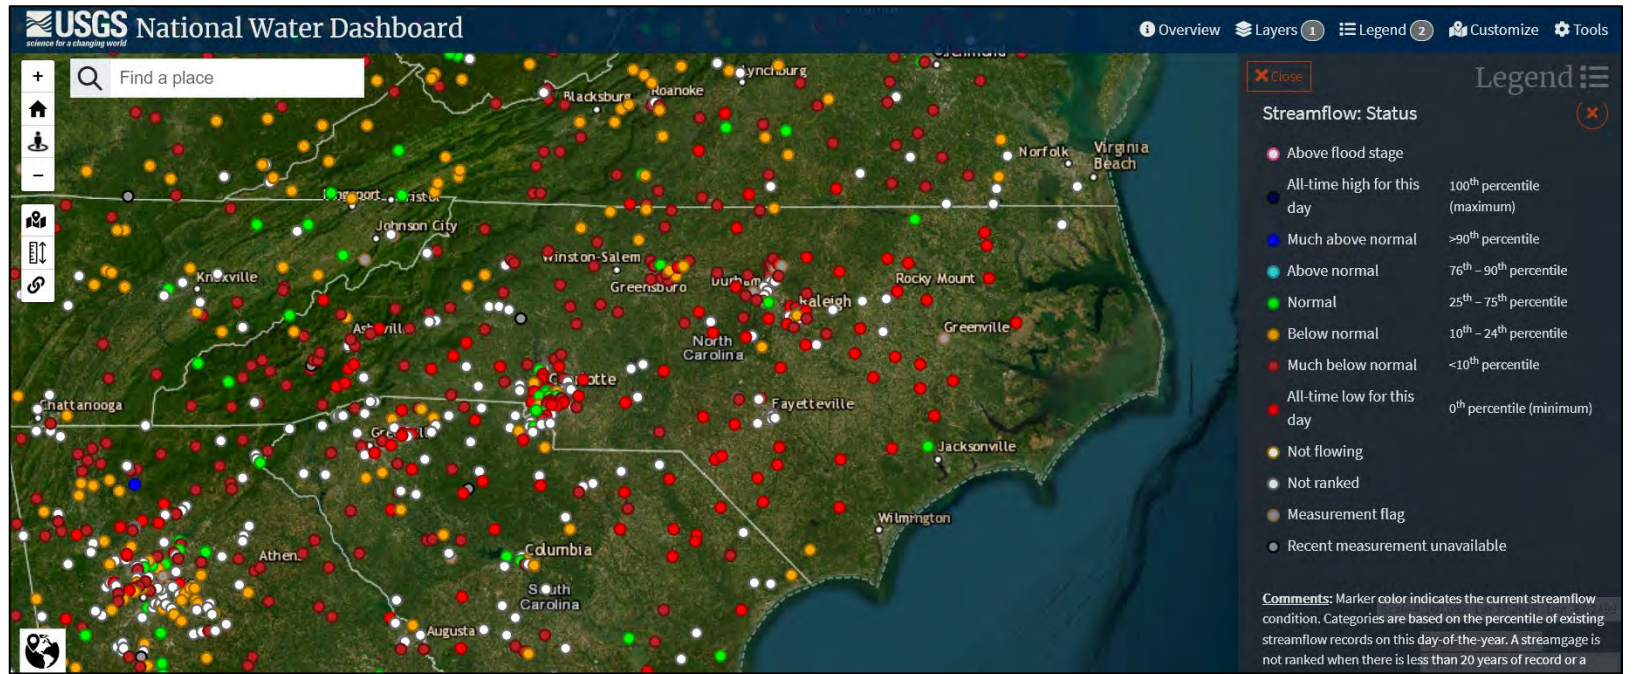 USGS
science for a changing world
National Water Dashboard
Overview
Layers 1
Legend 2
Customize
Tools
Find a place
Close
Legend
Streamflow: Status
Above flood stage
All-time high for this
day
100th percentile
(maximum)
Much above normal
>90th percentile
Above normal
76th – 90th percentile
Normal
25th – 75th percentile
Below normal
10th – 24th percentile
Much below normal
<10th percentile
All-time low for this
day
0th percentile (minimum)
Not flowing
Not ranked
Measurement flag
Recent measurement unavailable
Comments: Marker color indicates the current streamflow
condition. Categories are based on the percentile of existing
streamflow records on this day-of-the-year. A streamgage is
not ranked when there is less than 20 years of record or a
Lynchburg
Blacksburg
Roanoke
Norfolk
Virginia
Beach
Johnson City
Knoxville
Winston-Salem
Greensboro
Durham
Raleigh
Rocky Mount
Greenville
Asheville
North
Carolina
Charlotte
Fayetteville
Chattanooga
Jacksonville
Wilmington
Athens
Columbia
South
Carolina
Augusta